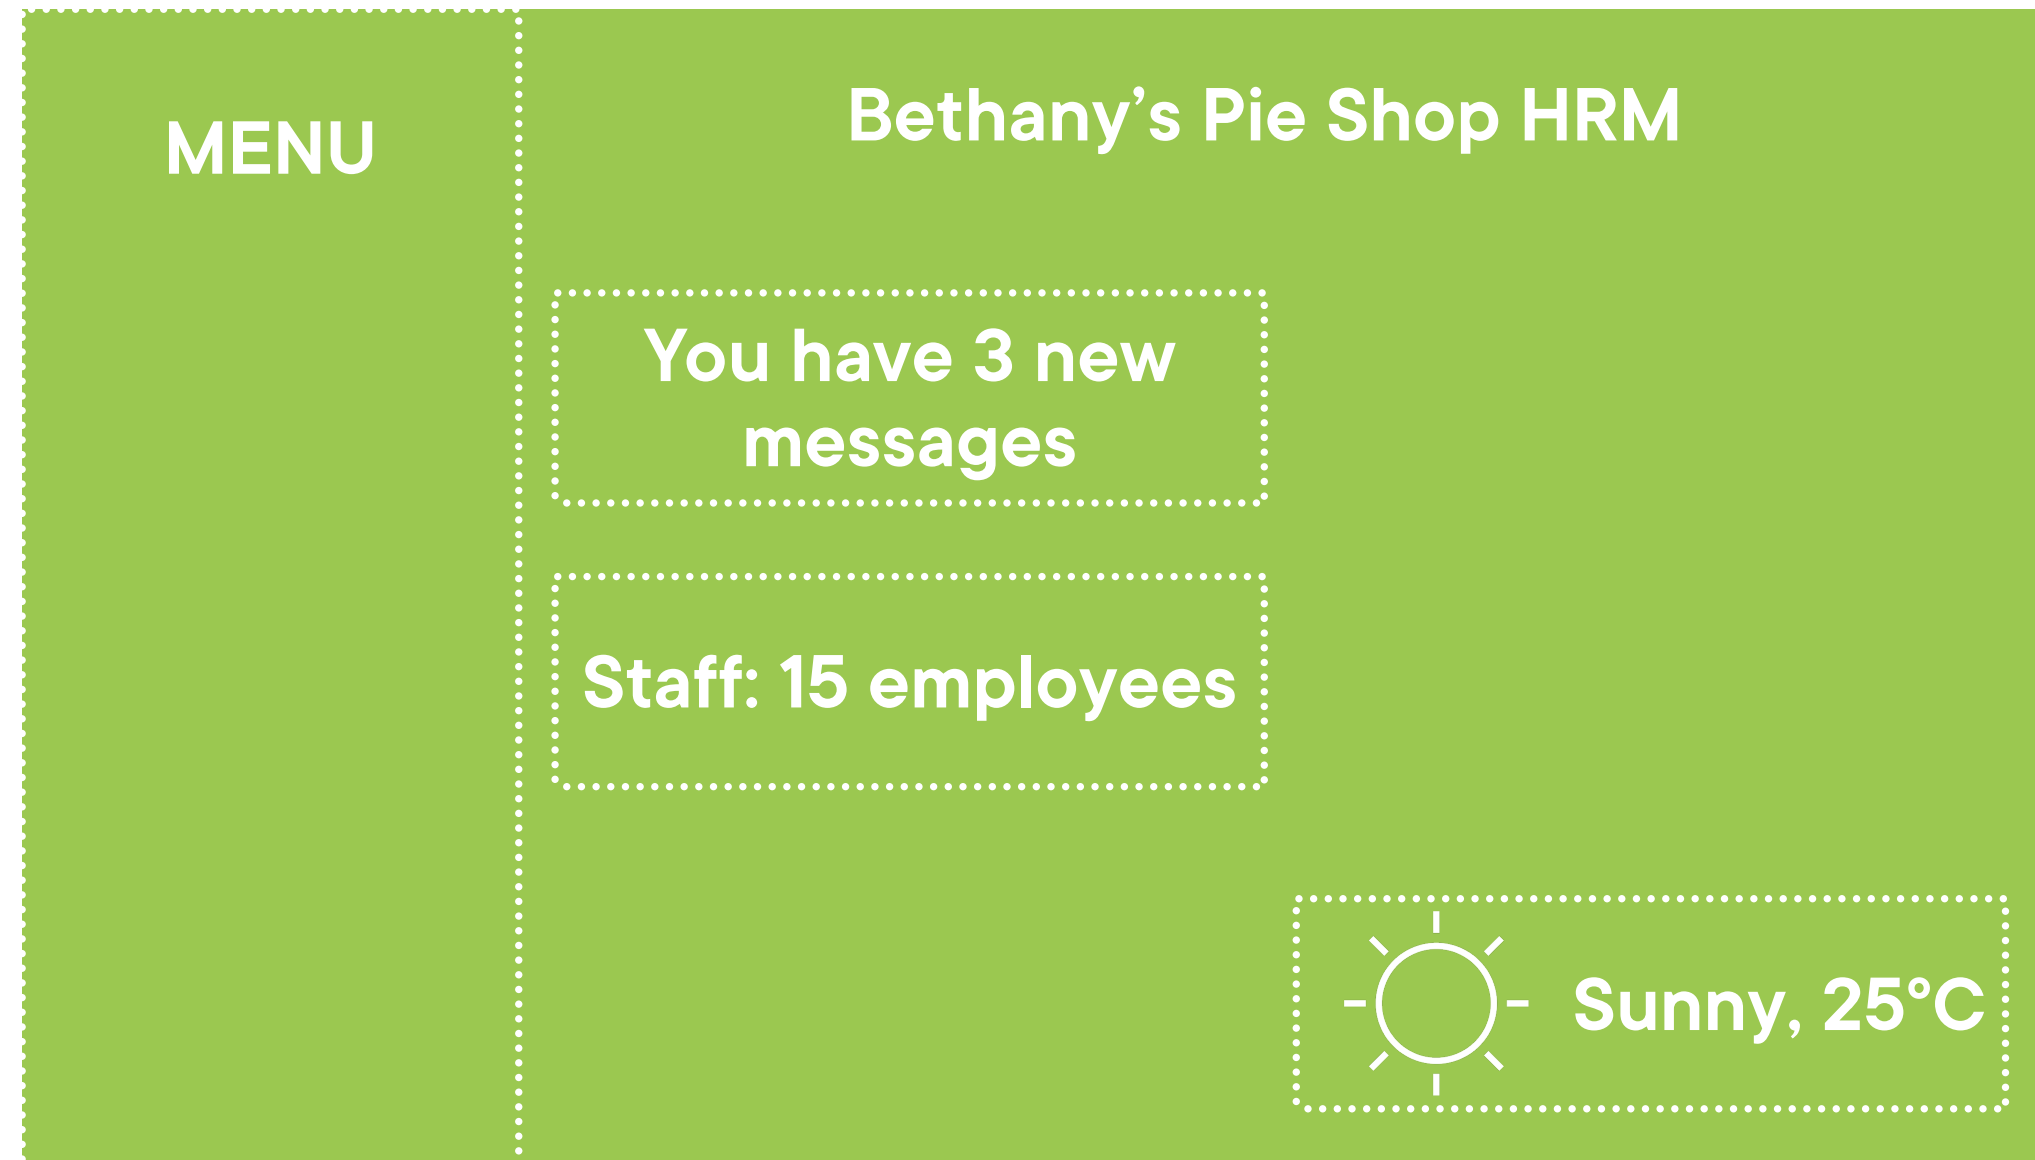 MENU
Bethany’s Pie Shop HRM
You have 3 new
messages
Staff: 15 employees
Sunny, 25°C